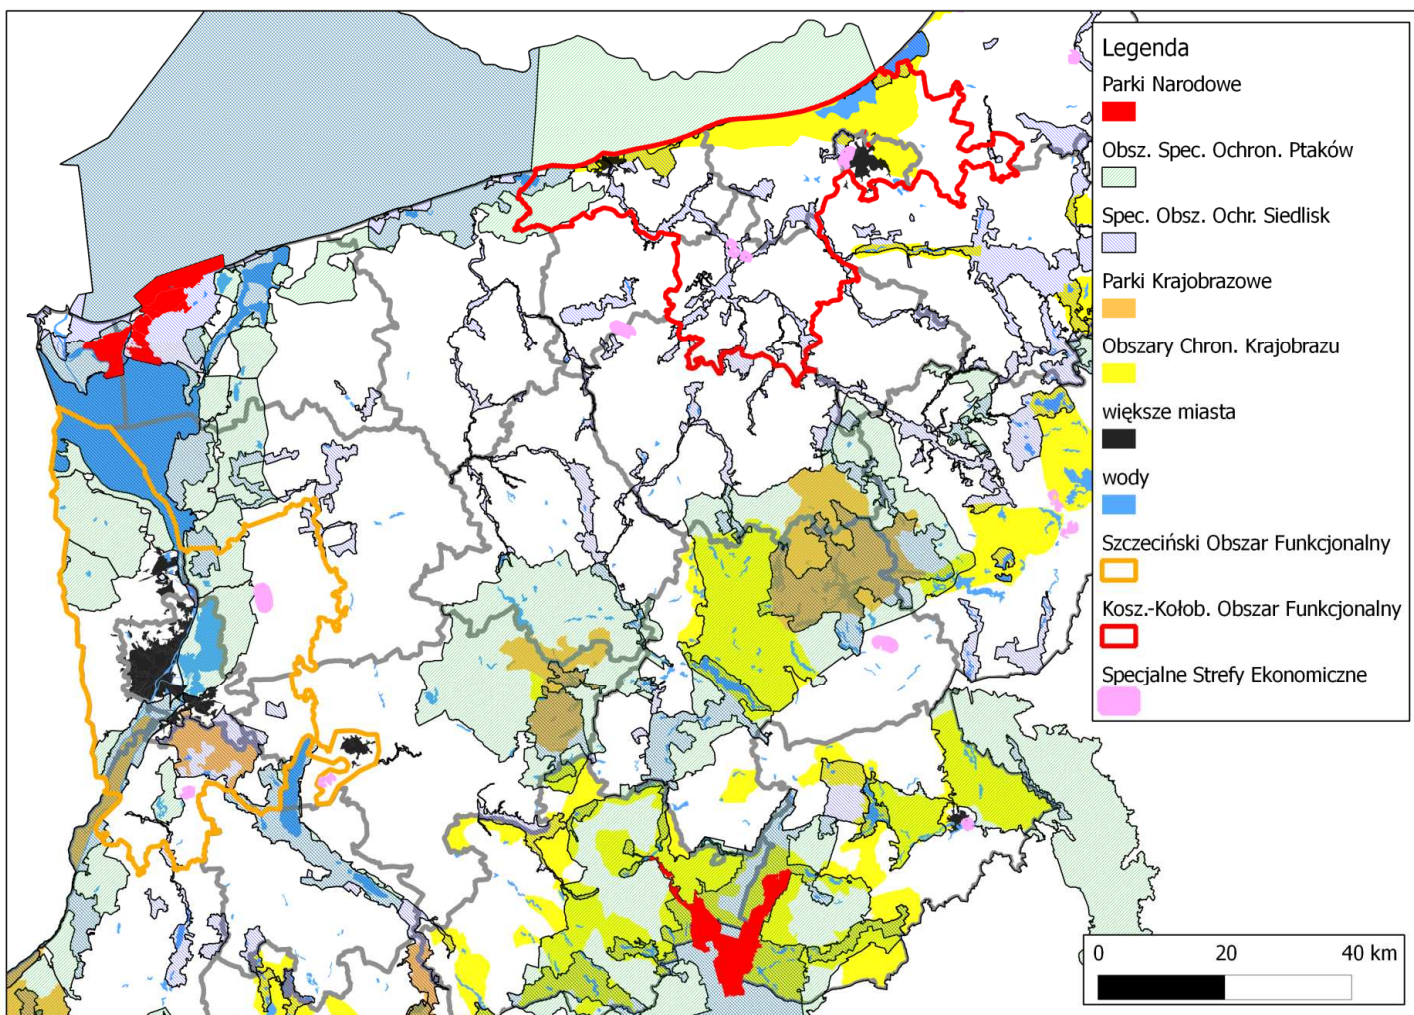 Legenda
Parki Narodowe
Obsz. Spec. Ochron. Ptaków
Spec. Obsz. Ochr. Siedlisk
Parki Krajobrazowe
Obszary Chron. Krajobrazu
większe miasta
wody
Szczeciński Obszar Funkcjonalny
Kosz.-Kołob. Obszar Funkcjonalny
Specjalne Strefy Ekonomiczne
0 20 40 km